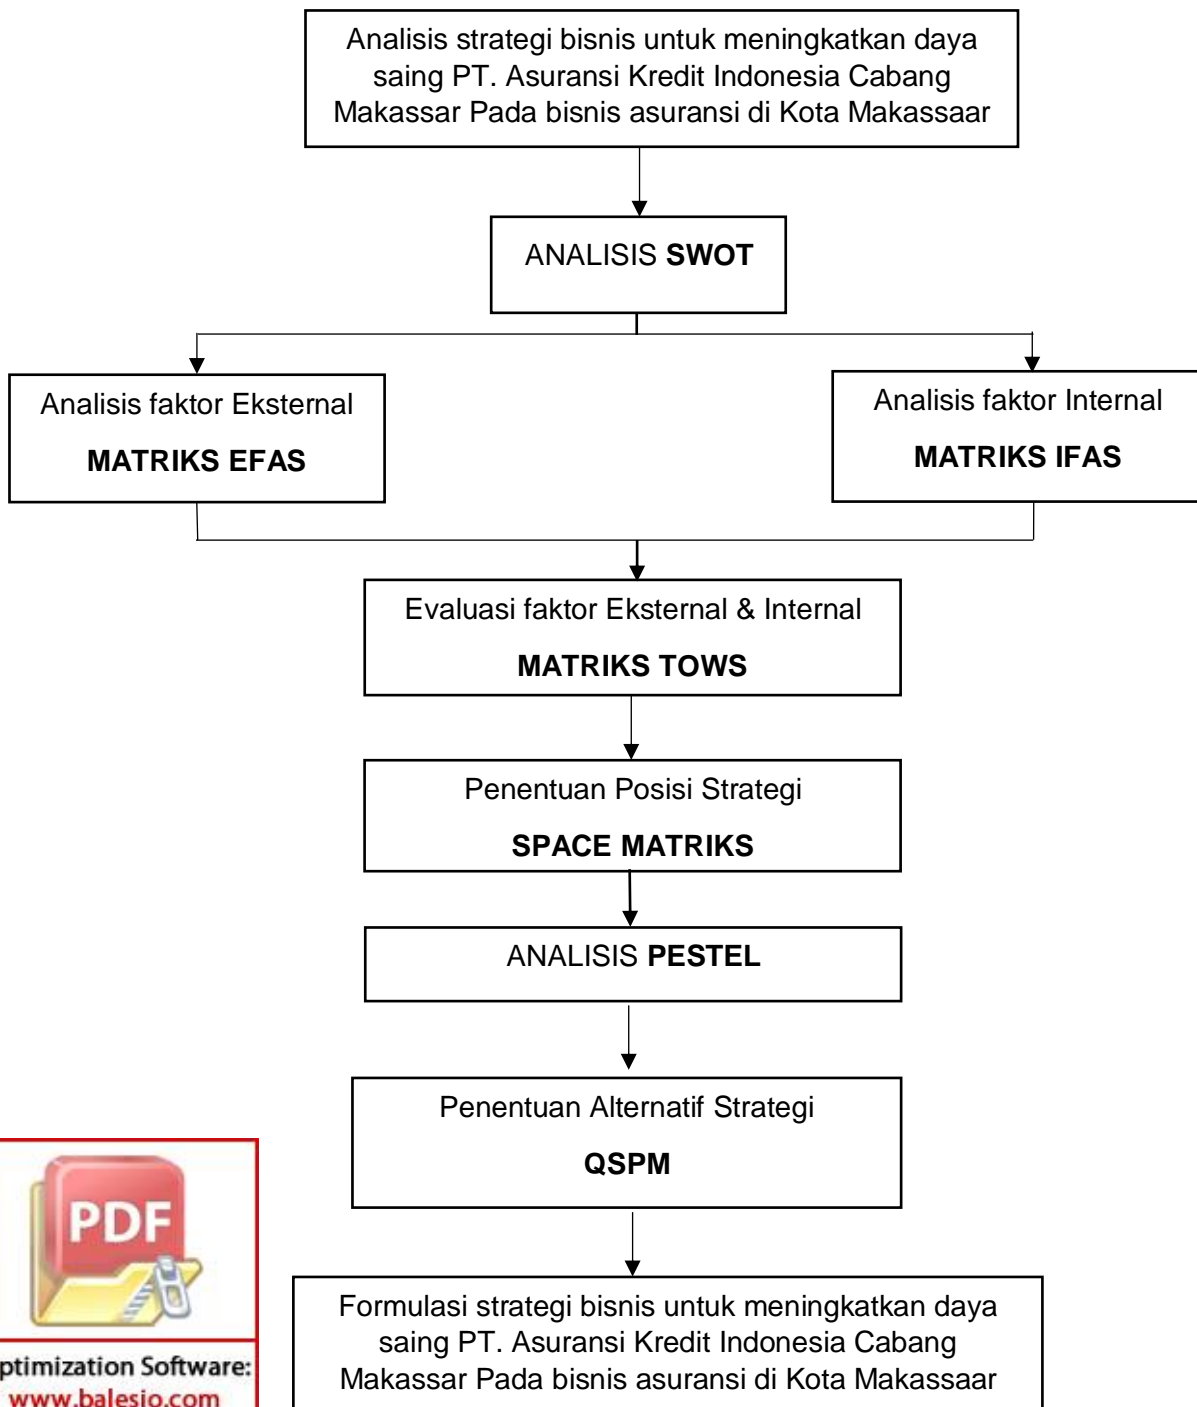 Analisis strategi bisnis untuk meningkatkan daya
saing PT. Asuransi Kredit Indonesia Cabang
Makassar Pada bisnis asuransi di Kota Makassaar
ANALISIS SWOT
Analisis faktor Eksternal
MATRIKS EFAS
Analisis faktor Internal
MATRIKS IFAS
Evaluasi faktor Eksternal & Internal
MATRIKS TOWS
Penentuan Posisi Strategi
SPACE MATRIKS
ANALISIS PESTEL
Penentuan Alternatif Strategi
QSPM
Formulasi strategi bisnis untuk meningkatkan daya
saing PT. Asuransi Kredit Indonesia Cabang
Makassar Pada bisnis asuransi di Kota Makassaar
PDF
ptimization Software:
www.balesio.com